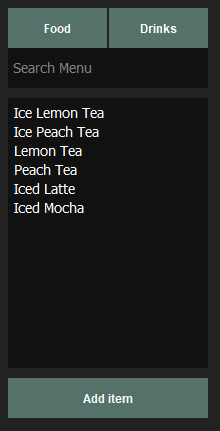 Food Drinks
Search Menu
Ice Lemon Tea
Ice Peach Tea
Lemon Tea
Peach Tea
Iced Latte
Iced Mocha
Add item